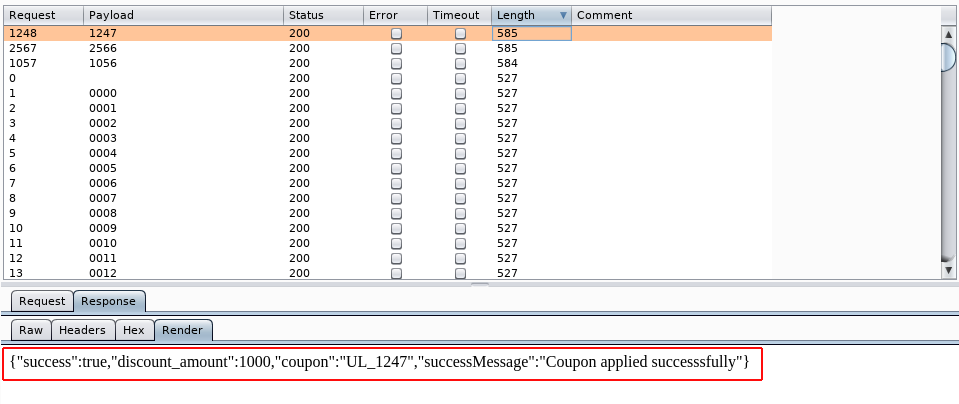 Request Payload Status Error Timeout Length Comment
1248 1247 200 585
2567 2566 200 585
1057 1056 200 584
0 200 527
1 0000 200 527
2 0001 200 527
3 0002 200 527
4 0003 200 527
5 0004 200 527
6 0005 200 527
7 0006 200 527
8 0007 200 527
9 0008 200 527
10 0009 200 527
11 0010 200 527
12 0011 200 527
13 0012 200 527
Request Response
Raw Headers Hex Render
{"success":true,"discount_amount":1000,"coupon":"UL_1247","successMessage":"Coupon applied successsfully"}